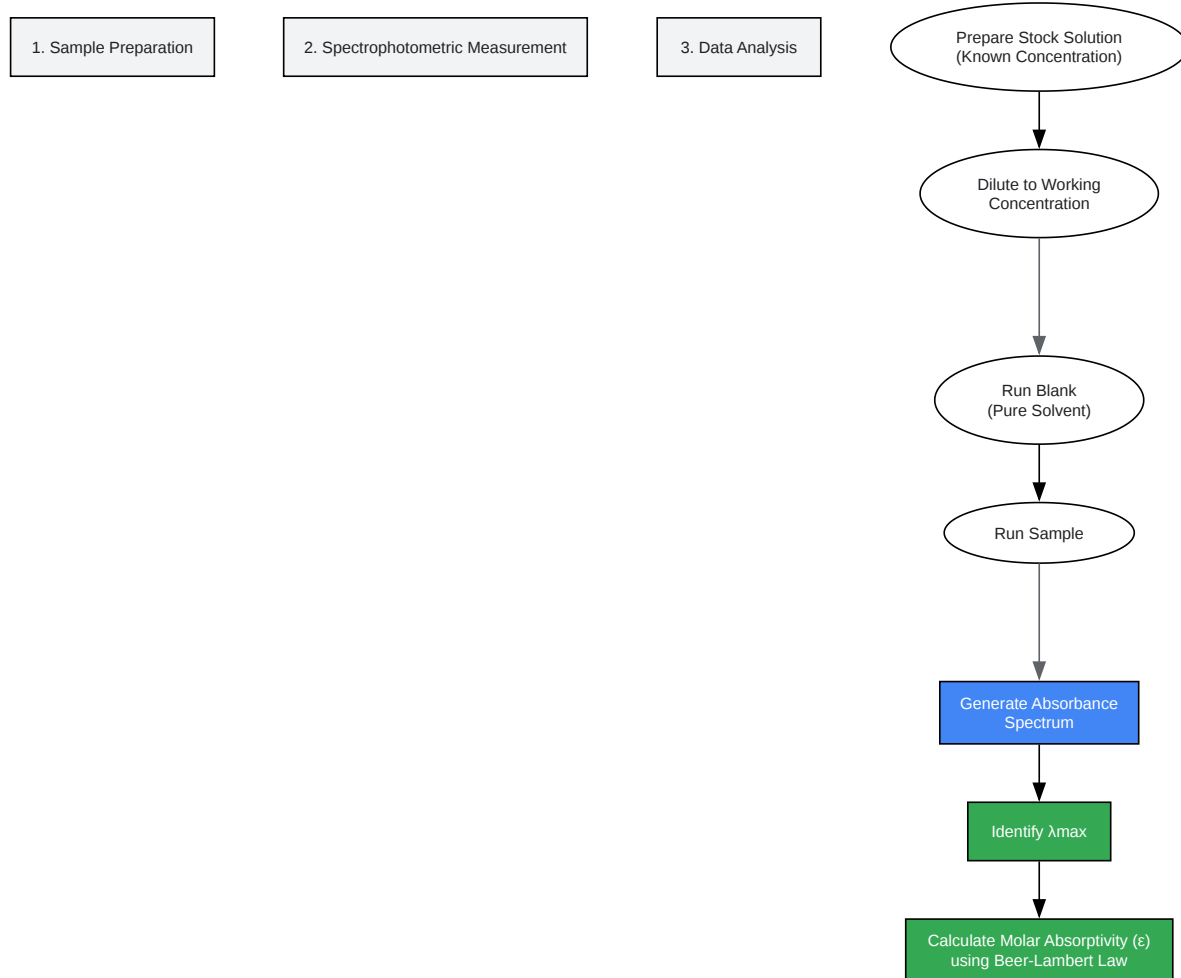 1. Sample Preparation
2. Spectrophotometric Measurement
3. Data Analysis
Prepare Stock Solution
(Known Concentration)
Dilute to Working
Concentration
Run Blank
(Pure Solvent)
Run Sample
Generate Absorbance
Spectrum
Identify λmax
Calculate Molar Absorptivity (ε)
using Beer-Lambert Law